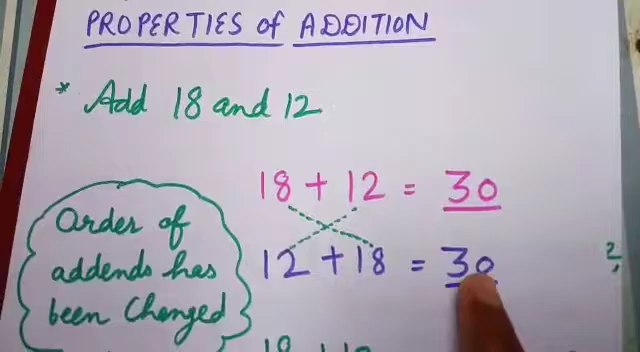 PROPERTIES of ADDITION
* Add 18 and 12
18 + 12 = 30
12 + 18 = 30
Order of
addends has
been Changed